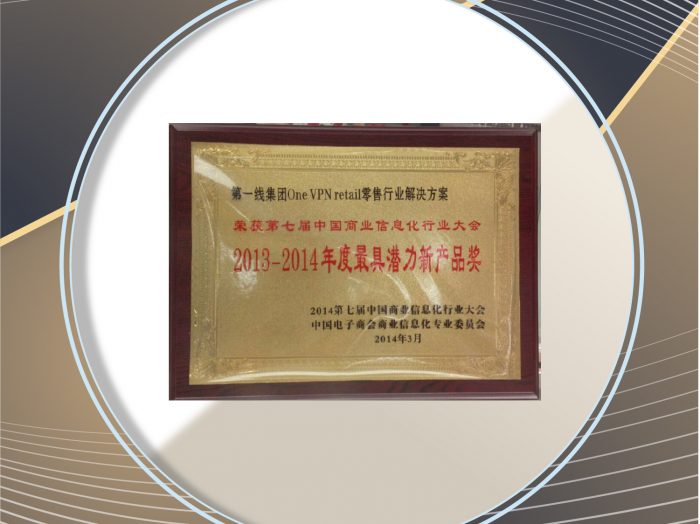 第一线集团One VPN retail零售行业解决方案
荣获第七届中国商业信息化行业大会
2013-2014年度最具潜力新产品奖
2014第七届中国商业信息化行业大会
中国电子商会商业信息化专业委员会
2014年3月